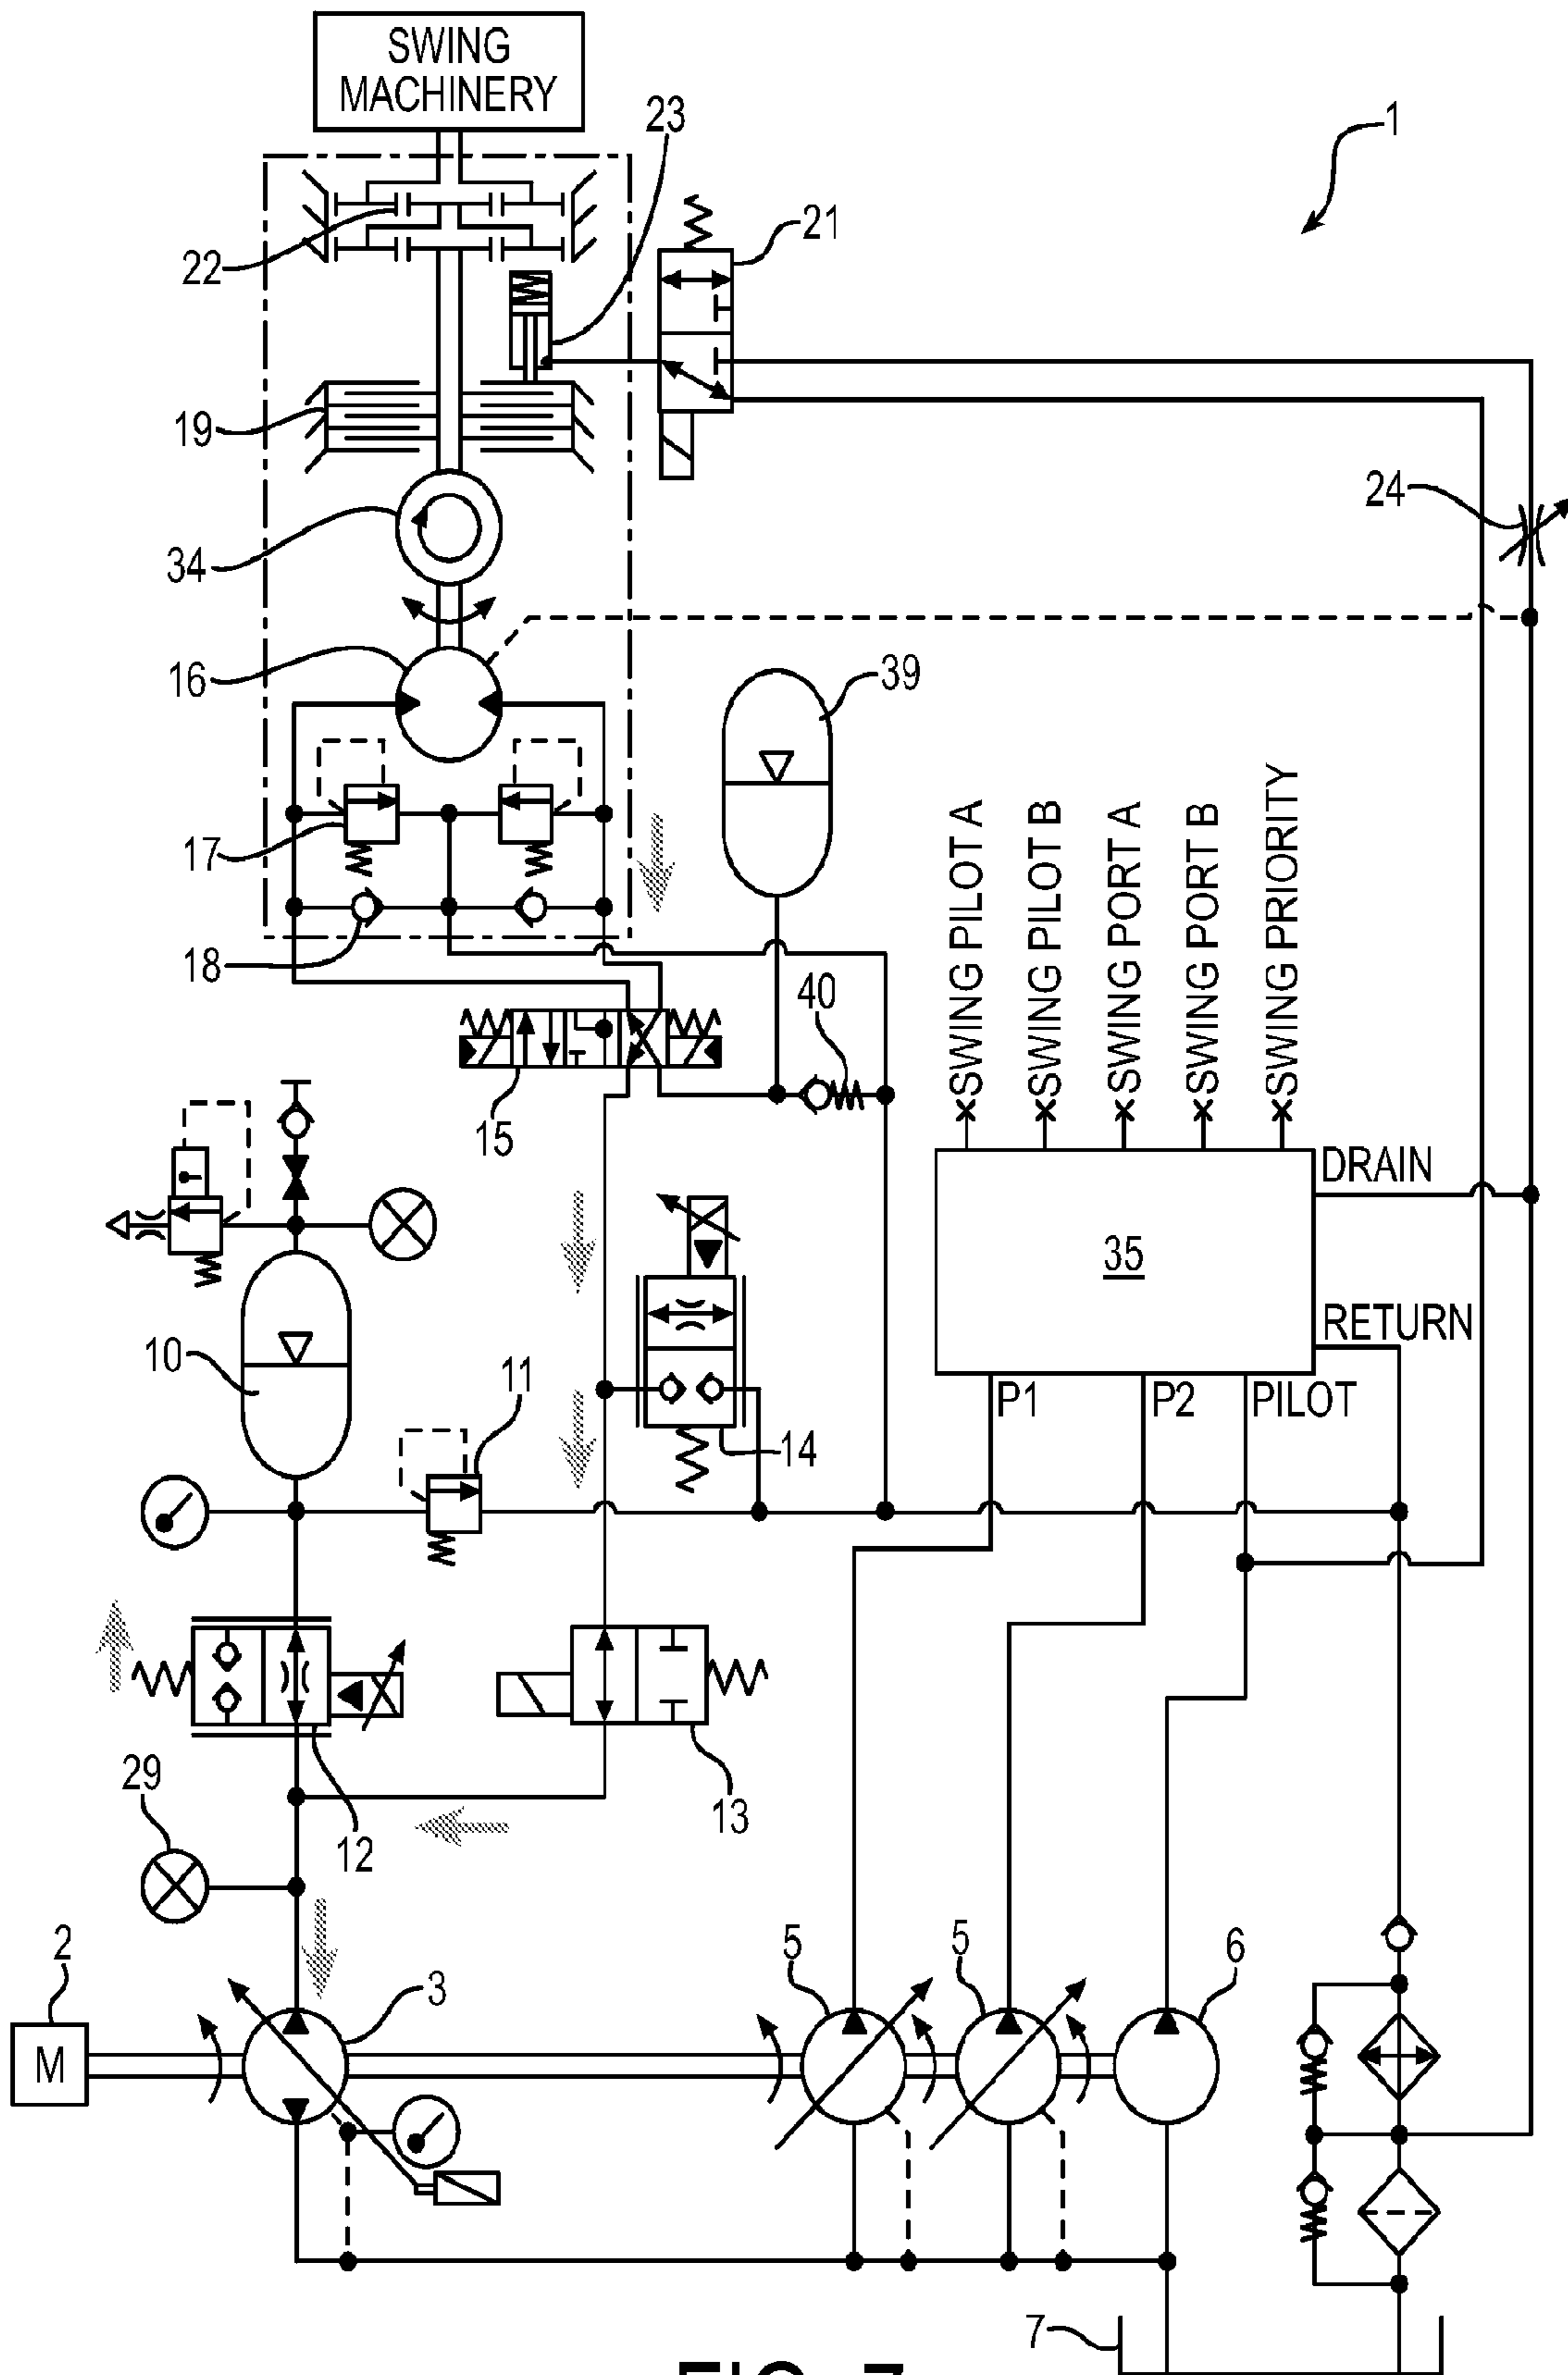 SWING
MACHINERY
23
1
21
22
19
24
34
16
39
17
18
40
SWING PILOT A
SWING PILOT B
SWING PORT A
SWING PORT B
SWING PRIORITY
15
DRAIN
35
10
RETURN
11
P1
P2
PILOT
14
29
12
13
2
3
5
5
6
M
7